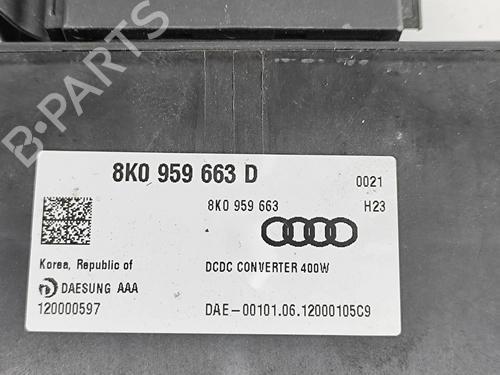 B-PARTS
8K0 959 663 D
0021
8K0 959 663
H23
Korea, Republic of
DCDC CONVERTER 400W
DAESUNG AAA
120000597
DAE-00101.06.12000105C9